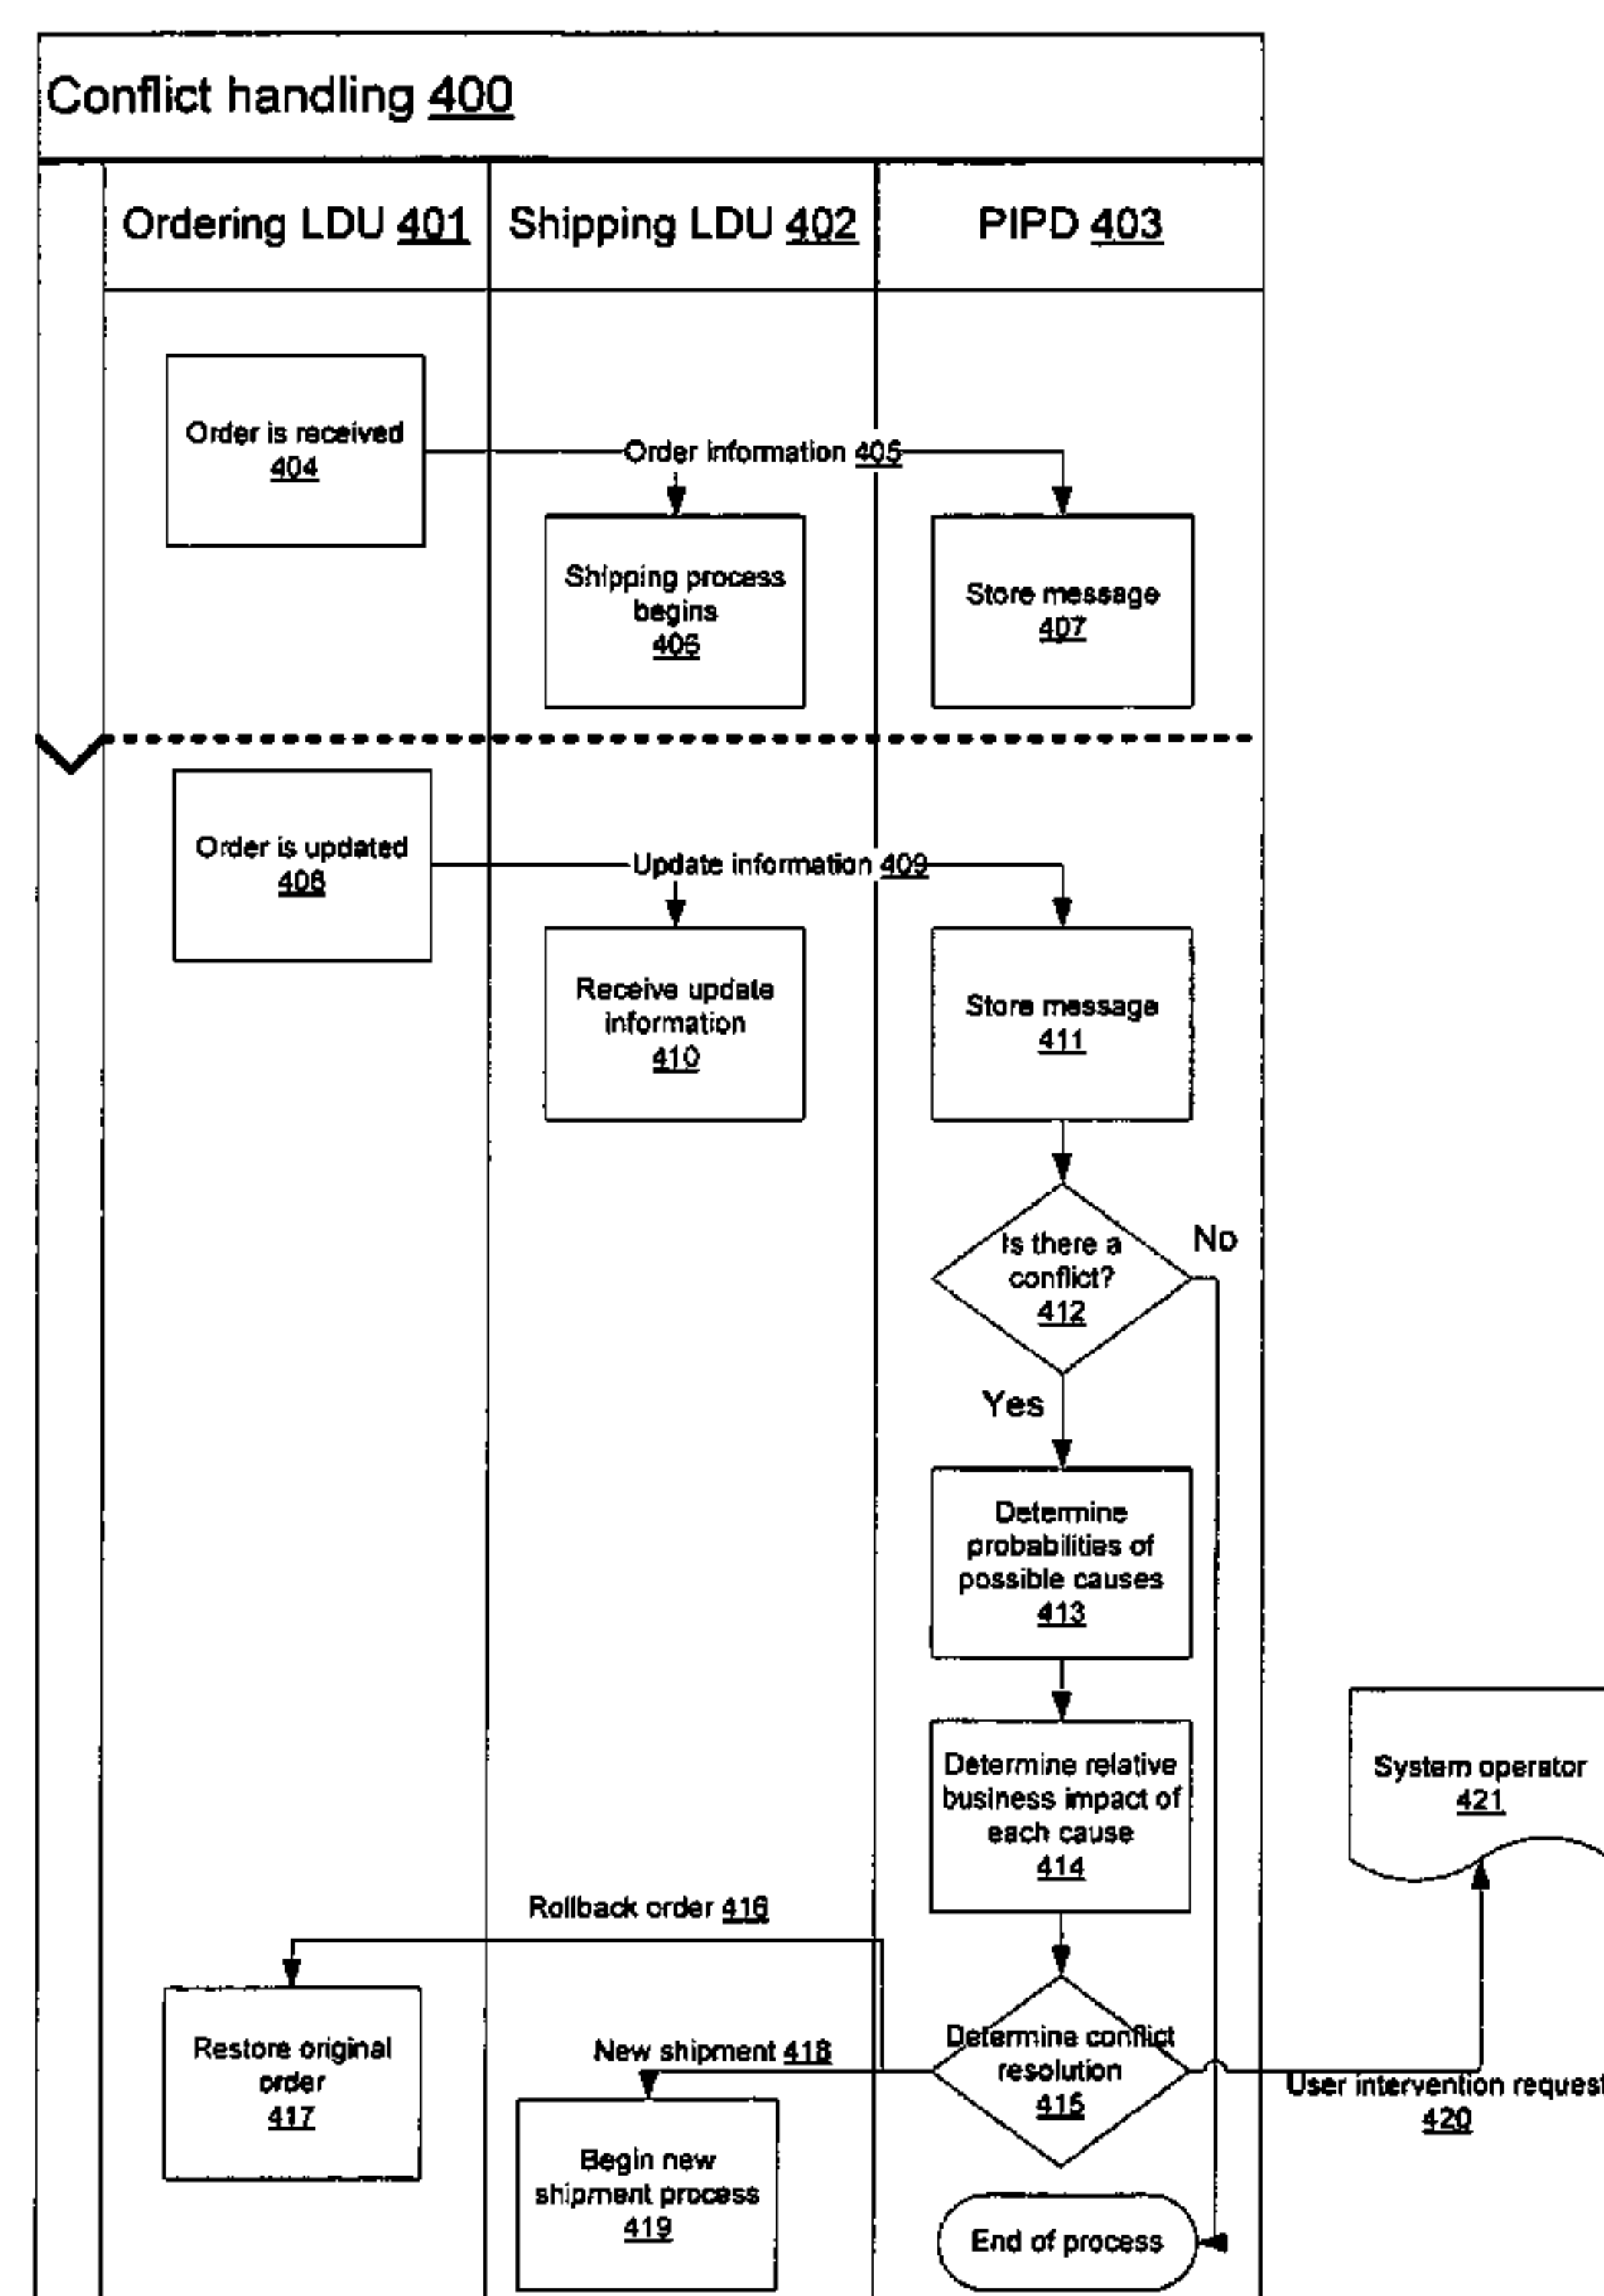 Conflict handling 400
Ordering LDU 401
Shipping LDU 402
PIPD 403
Order is received
404
Order information 405
Shipping process
begins
406
Store message
407
Order is updated
408
Update information 409
Receive update
information
410
Store message
411
Is there a
conflict?
412
No
Yes
Determine
probabilities of
possible causes
413
Determine relative
business impact of
each cause
414
System operator
421
Rollback order 416
Restore original
order
417
New shipment 418
Determine conflict
resolution
415
User intervention request
420
Begin new
shipment process
419
End of process